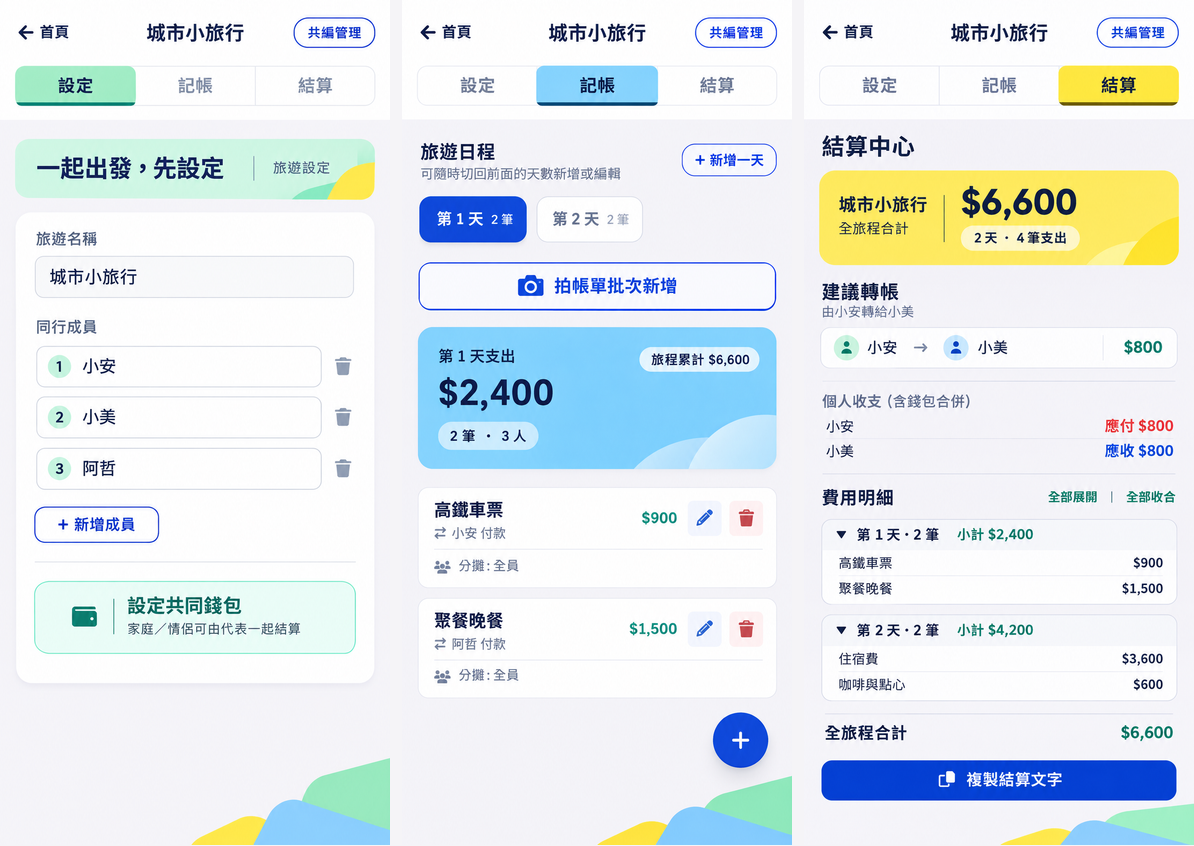 首頁
城市小旅行
共編管理
設定
記帳
結算
一起出發，先設定
旅遊設定
旅遊名稱
城市小旅行
同行成員
1 小安
2 小美
3 阿哲
+ 新增成員
設定共同錢包
家庭／情侶可由代表一起結算
首頁
城市小旅行
共編管理
設定
記帳
結算
旅遊日程
可隨時切回前面的天數新增或編輯
+ 新增一天
第 1 天 2 筆
第 2 天 2 筆
拍帳單批次新增
第 1 天支出
旅程累計 $6,600
$2,400
2 筆 · 3 人
高鐵車票
小安 付款
$900
分攤 : 全員
聚餐晚餐
阿哲 付款
$1,500
分攤 : 全員
+
首頁
城市小旅行
共編管理
設定
記帳
結算
結算中心
城市小旅行
全旅程合計
$6,600
2 天 · 4 筆支出
建議轉帳
由小安轉給小美
小安 → 小美 $800
個人收支 (含錢包合併)
小安 應付 $800
小美 應收 $800
費用明細
全部展開 | 全部收合
▼ 第 1 天 · 2 筆 小計 $2,400
高鐵車票 $900
聚餐晚餐 $1,500
▼ 第 2 天 · 2 筆 小計 $4,200
住宿費 $3,600
咖啡與點心 $600
全旅程合計 $6,600
複製結算文字